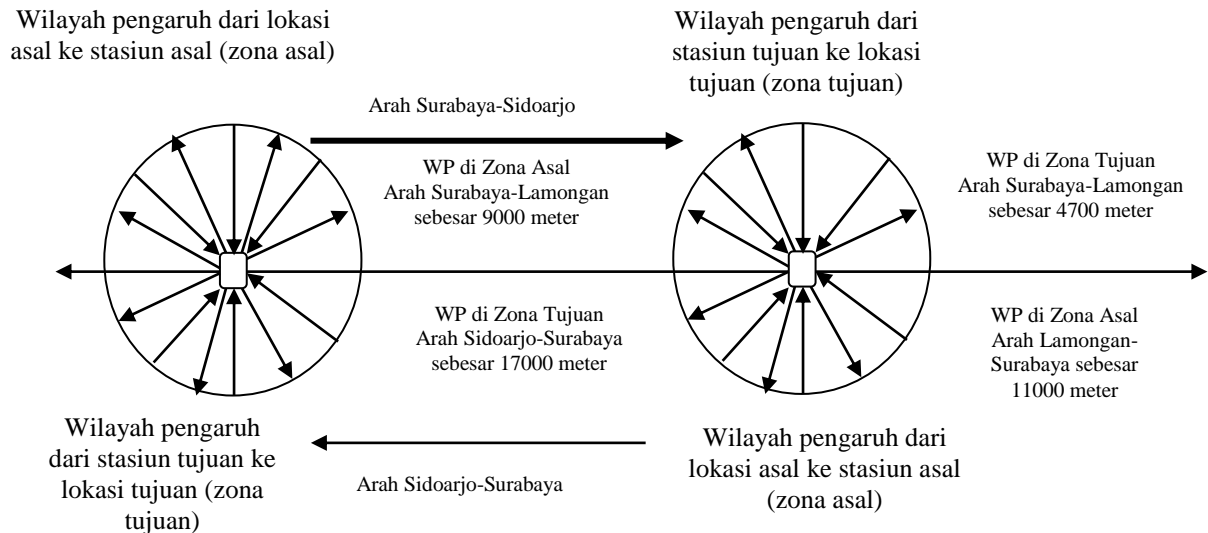 Wilayah pengaruh dari lokasi
asal ke stasiun asal (zona asal)
Wilayah pengaruh dari
stasiun tujuan ke lokasi
tujuan (zona tujuan)
Arah Surabaya-Sidoarjo
WP di Zona Asal
Arah Surabaya-Lamongan
sebesar 9000 meter
WP di Zona Tujuan
Arah Surabaya-Lamongan
sebesar 4700 meter
WP di Zona Tujuan
Arah Sidoarjo-Surabaya
sebesar 17000 meter
WP di Zona Asal
Arah Lamongan-
Surabaya sebesar
11000 meter
Wilayah pengaruh
dari stasiun tujuan ke
lokasi tujuan (zona
tujuan)
Arah Sidoarjo-Surabaya
Wilayah pengaruh dari
lokasi asal ke stasiun asal
(zona asal)